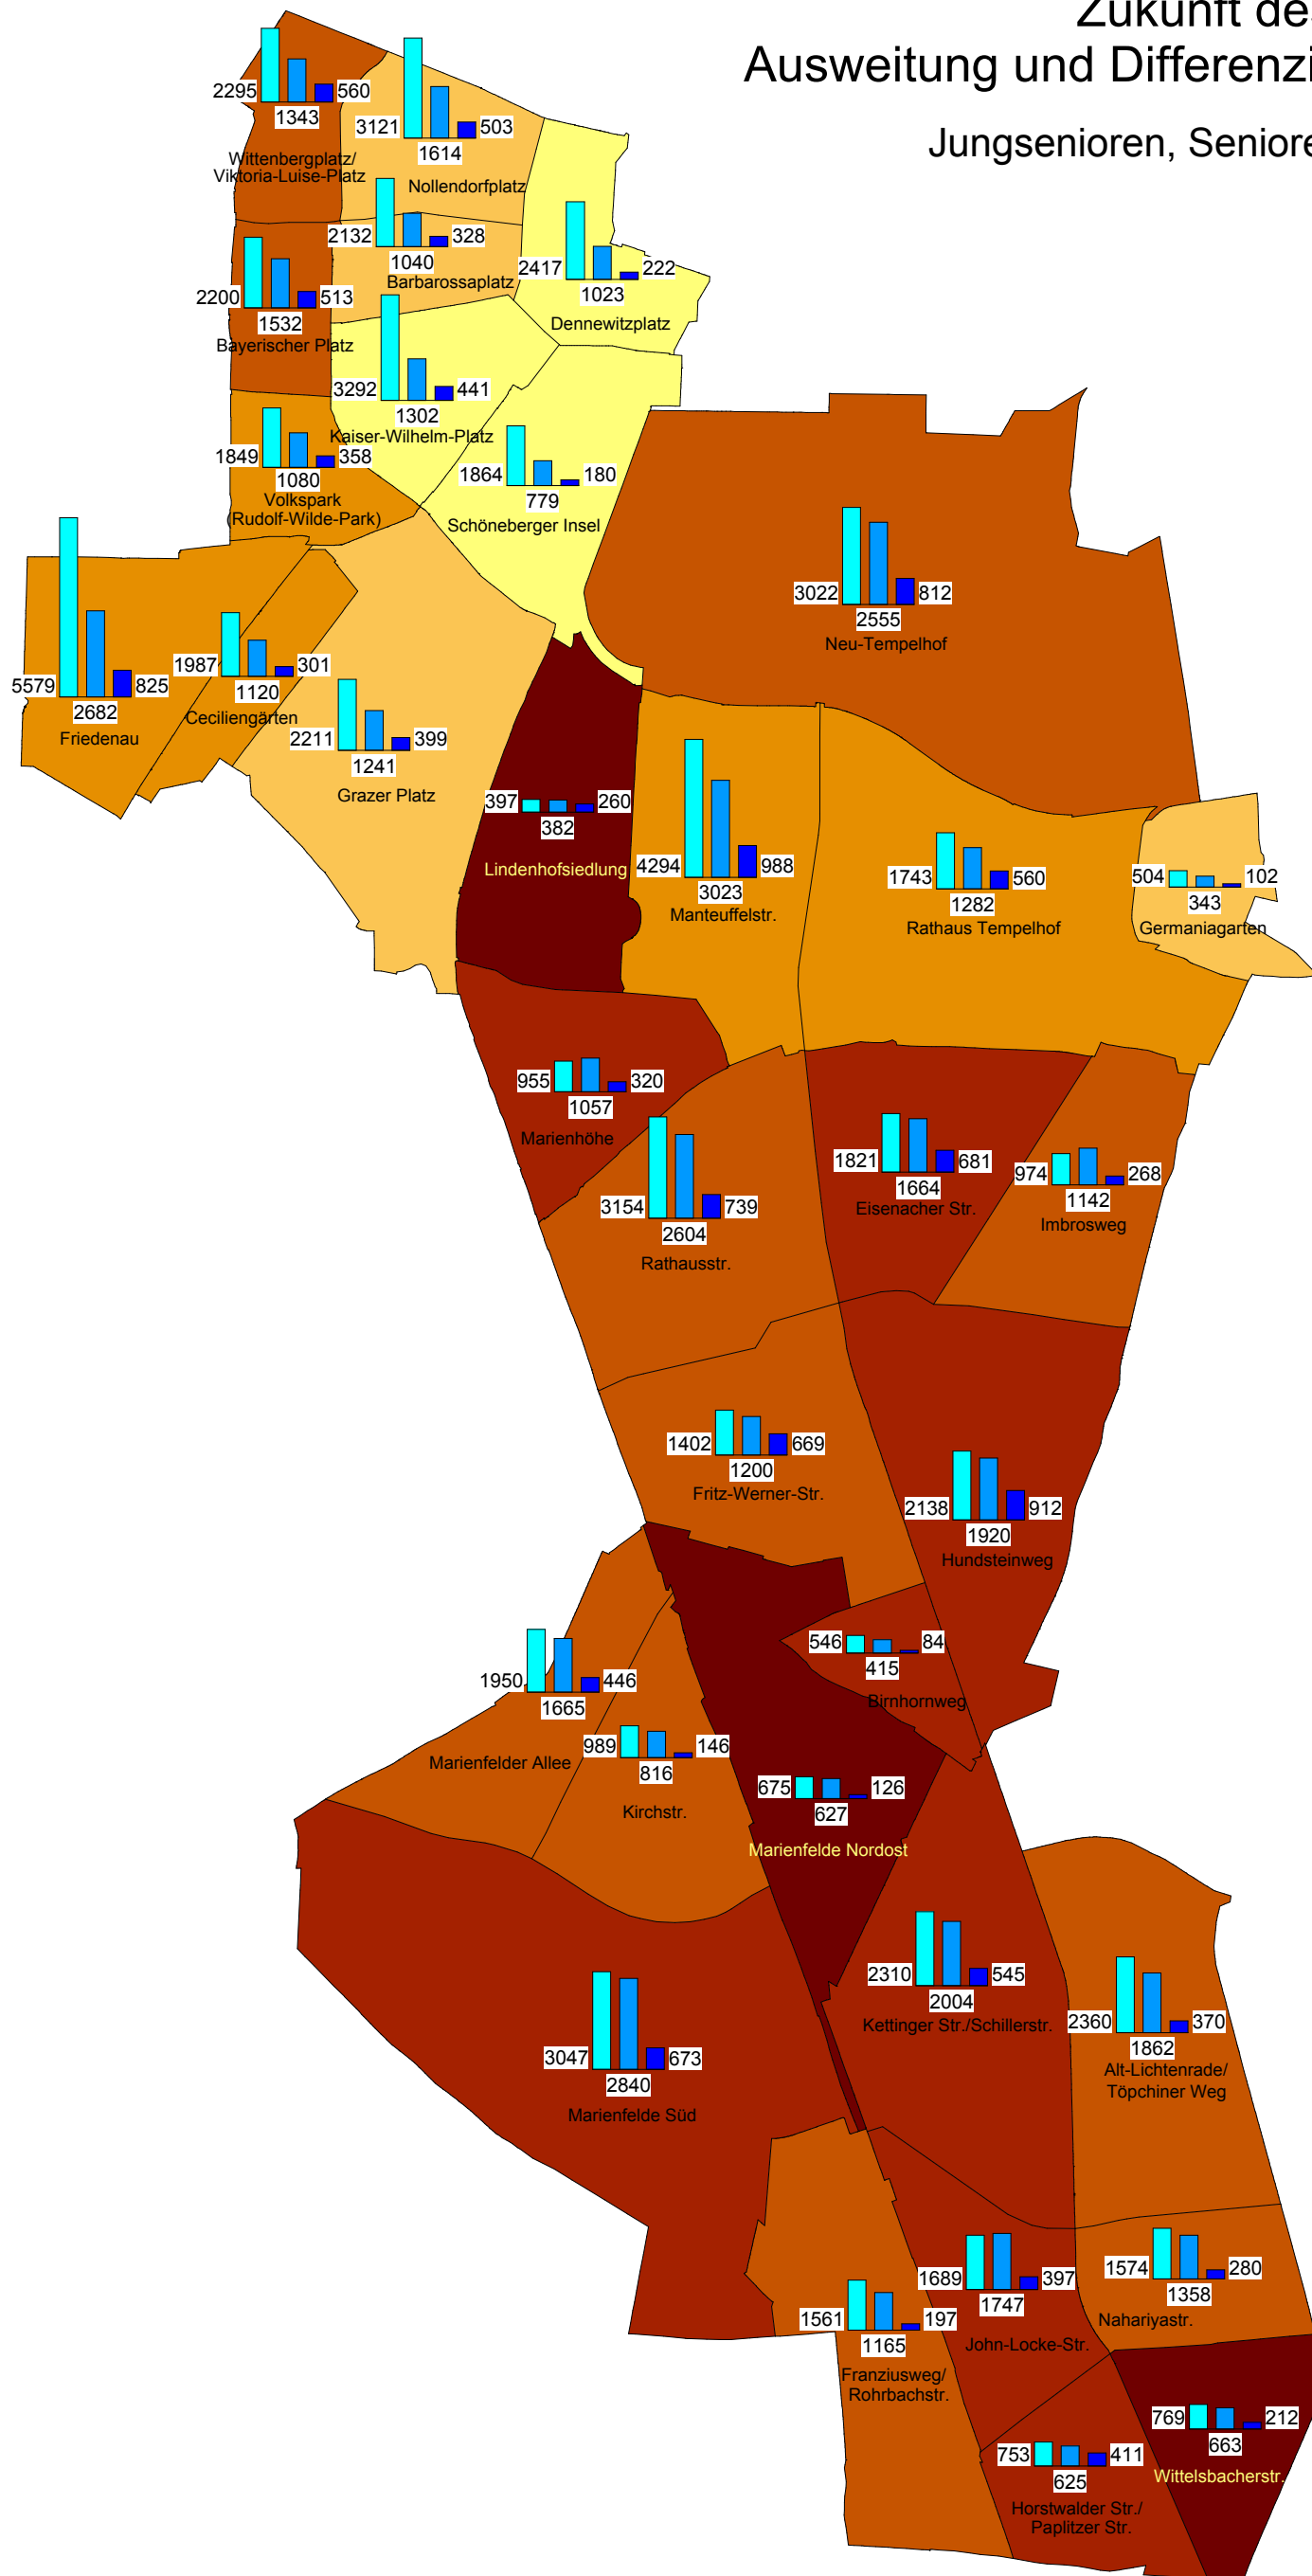 Zukunft des
Ausweitung und Differenzi
Jungsenioren, Seniore
2295 560
1343
Wittenbergplatz/
Viktoria-Luise-Platz
3121 503
1614
Nollendorfplatz
2132 328
1040
Barbarossaplatz
2417 222
1023
Dennewitzplatz
2200 513
1532
Bayerischer Platz
3292 441
1302
Kaiser-Wilhelm-Platz
1849 358
1080
Volkspark
(Rudolf-Wilde-Park)
1864 180
779
Schöneberger Insel
3022 812
2555
Neu-Tempelhof
5579 825
2682
Friedenau
1987 301
1120
Ceciliengärten
2211 399
1241
Grazer Platz
397 260
382
Lindenhofsiedlung
4294 988
3023
Manteuffelstr.
1743 560
1282
Rathaus Tempelhof
504 102
343
Germaniagarten
955 320
1057
Marienhöhe
3154 739
2604
Rathausstr.
1821 681
1664
Eisenacher Str.
974 268
1142
Imbrosweg
1402 669
1200
Fritz-Werner-Str.
2138 912
1920
Hundsteinweg
546 84
415
Birnhornweg
1950 446
1665
Marienfelder Allee
989 146
816
Kirchstr.
675 126
627
Marienfelde Nordost
2310 545
2004
Kettinger Str./Schillerstr.
2360 370
1862
Alt-Lichtenrade/
Töpchiner Weg
3047 673
2840
Marienfelde Süd
1689 397
1747
John-Locke-Str.
1574 280
1358
Nahariyastr.
1561 197
1165
Franziusweg/
Rohrbachstr.
769 212
663
Wittelsbacherstr.
753 411
625
Horstwalder Str./
Paplitzer Str.